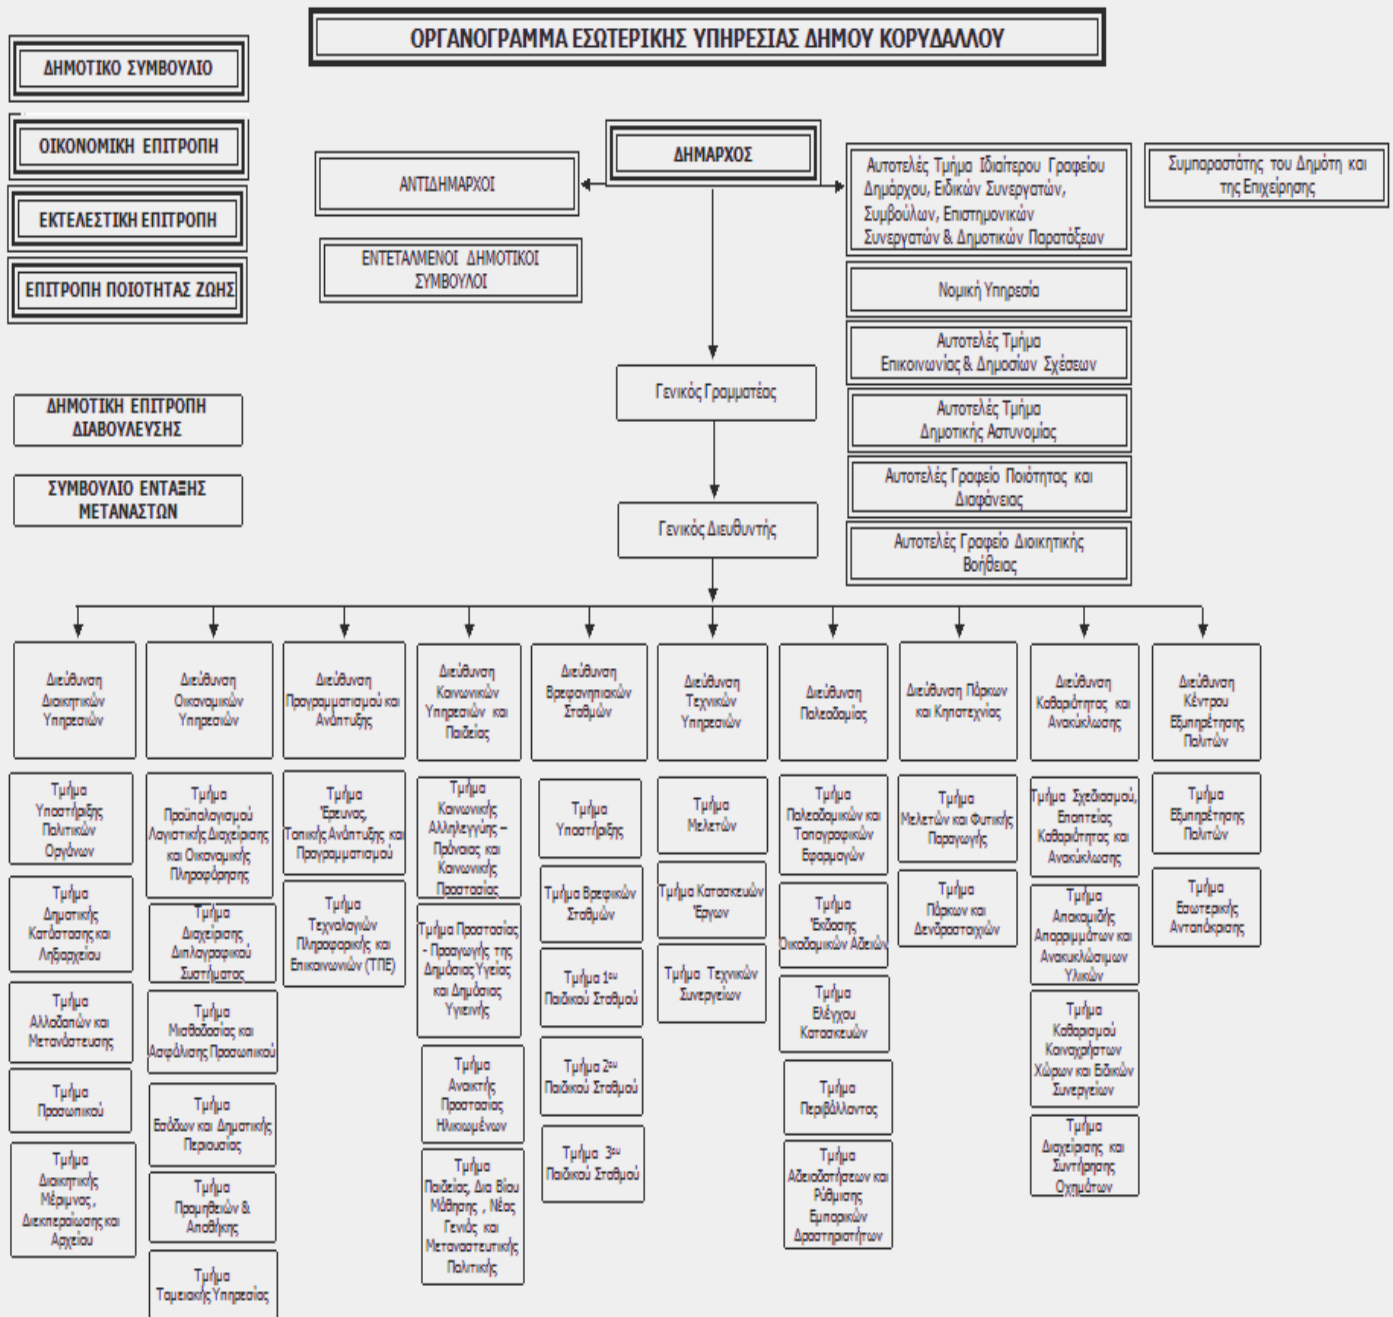 ΟΡΓΑΝΟΓΡΑΜΜΑ ΕΣΩΤΕΡΙΚΗΣ ΥΠΗΡΕΣΙΑΣ ΔΗΜΟΥ ΚΟΡΥΔΑΛΛΟΥ
ΔΗΜΟΤΙΚΟ ΣΥΜΒΟΥΛΙΟ
ΟΙΚΟΝΟΜΙΚΗ ΕΠΙΤΡΟΠΗ
ΕΚΤΕΛΕΣΤΙΚΗ ΕΠΙΤΡΟΠΗ
ΕΠΙΤΡΟΠΗ ΠΟΙΟΤΗΤΑΣ ΖΩΗΣ
ΔΗΜΟΤΙΚΗ ΕΠΙΤΡΟΠΗ
ΔΙΑΒΟΥΛΕΥΣΗΣ
ΣΥΜΒΟΥΛΙΟ ΕΝΤΑΞΗΣ
ΜΕΤΑΝΑΣΤΩΝ
ΔΗΜΑΡΧΟΣ
ΑΝΤΙΔΗΜΑΡΧΟΙ
ΕΝΤΕΤΑΛΜΕΝΟΙ ΔΗΜΟΤΙΚΟΙ
ΣΥΜΒΟΥΛΟΙ
Αυτοτελές Τμήμα Ιδιαίτερου Γραφείου
Δημάρχου, Ειδικών Συνεργατών,
Συμβούλων, Επιστημονικών
Συνεργατών & Δημοτικών Παρατάξεων
Συμπαραστάτης του Δημότη και
της Επιχείρησης
Νομική Υπηρεσία
Αυτοτελές Τμήμα
Επικοινωνίας & Δημοσίων Σχέσεων
Αυτοτελές Τμήμα
Δημοτικής Αστυνομίας
Αυτοτελές Γραφείο Ποιότητας και
Διαφάνειας
Αυτοτελές Γραφείο Διοικητικής
Βοήθειας
Γενικός Γραμματέας
Γενικός Διευθυντής
Διεύθυνση
Διοικητικών
Υπηρεσιών
Τμήμα
Υποστήριξης
Πολιτικών
Οργάνων
Τμήμα
Δημοτικής
Κατάστασης και
Ληξιαρχείου
Τμήμα
Αλλοδαπών και
Μετανάστευσης
Τμήμα
Προσωπικού
Τμήμα
Διοικητικής
Μέριμνας,
Διεκπεραίωσης και
Αρχείου
Διεύθυνση
Οικονομικών
Υπηρεσιών
Τμήμα
Προϋπολογισμού
Λογιστικής Διαχείρισης
και Οικονομικής
Πληροφόρησης
Τμήμα
Διαχείρισης
Διπλογραφικού
Συστήματος
Τμήμα
Μισθοδοσίας και
Ασφάλισης Προσωπικού
Τμήμα
Εσόδων και Δημοτικής
Περιουσίας
Τμήμα
Προμηθειών &
Αποθήκης
Τμήμα
Ταμειακής Υπηρεσίας
Διεύθυνση
Προγραμματισμού και
Ανάπτυξης
Τμήμα
Έρευνας,
Τοπικής Ανάπτυξης και
Προγραμματισμού
Τμήμα
Τεχνολογιών
Πληροφορικής και
Επικοινωνιών (ΤΠΕ)
Διεύθυνση
Κοινωνικών
Υπηρεσιών και
Παιδείας
Τμήμα
Κοινωνικής
Αλληλεγγύης –
Πρόνοιας και
Κοινωνικής
Προστασίας
Τμήμα Προστασίας
- Προαγωγής της
Δημόσιας Υγείας
και Δημόσιας
Υγιεινής
Τμήμα
Ανοικτής
Προστασίας
Ηλικιωμένων
Τμήμα
Παιδείας, Δια Βίου
Μάθησης , Νέας
Γενιάς και
Μεταναστευτικής
Πολιτικής
Διεύθυνση
Βρεφονηπιακών
Σταθμών
Τμήμα
Υποστήριξης
Τμήμα Βρεφικών
Σταθμών
Τμήμα 1ου
Παιδικού Σταθμού
Τμήμα 2ου
Παιδικού Σταθμού
Τμήμα 3ου
Παιδικού Σταθμού
Διεύθυνση
Τεχνικών
Υπηρεσιών
Τμήμα
Μελετών
Τμήμα Κατασκευών
Έργων
Τμήμα Τεχνικών
Συνεργείων
Διεύθυνση
Πολεοδομίας
Τμήμα
Πολεοδομικών και
Τοπογραφικών
Εφαρμογών
Τμήμα
Έκδοσης
Οικοδομικών Αδειών
Τμήμα
Ελέγχου
Κατασκευών
Τμήμα
Περιβάλλοντος
Τμήμα
Αδειοδοτήσεων και
Ρύθμισης
Εμπορικών
Δραστηριοτήτων
Διεύθυνση Πάρκων
και Κηποτεχνίας
Τμήμα
Μελετών και Φυτικής
Παραγωγής
Τμήμα
Πάρκων και
Δενδροστοιχιών
Διεύθυνση
Καθαριότητας και
Ανακύκλωσης
Τμήμα Σχεδιασμού,
Εποπτείας
Καθαριότητας και
Ανακύκλωσης
Τμήμα
Αποκομιδής
Απορριμμάτων και
Ανακυκλώσιμων
Υλικών
Τμήμα
Καθαρισμού
Κοινοχρήστων
Χώρων και Ειδικών
Συνεργείων
Τμήμα
Διαχείρισης και
Συντήρησης
Οχημάτων
Διεύθυνση
Κέντρου
Εξυπηρέτησης
Πολιτών
Τμήμα
Εξυπηρέτησης
Πολιτών
Τμήμα
Εσωτερικής
Ανταπόκρισης